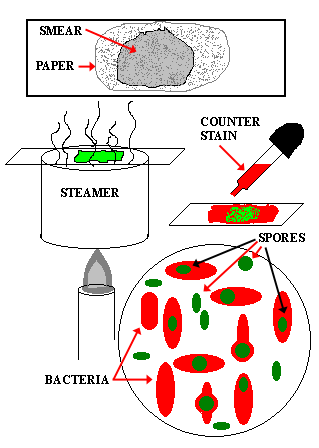 SMEAR
PAPER
COUNTER
STAIN
STEAMER
SPORES
BACTERIA